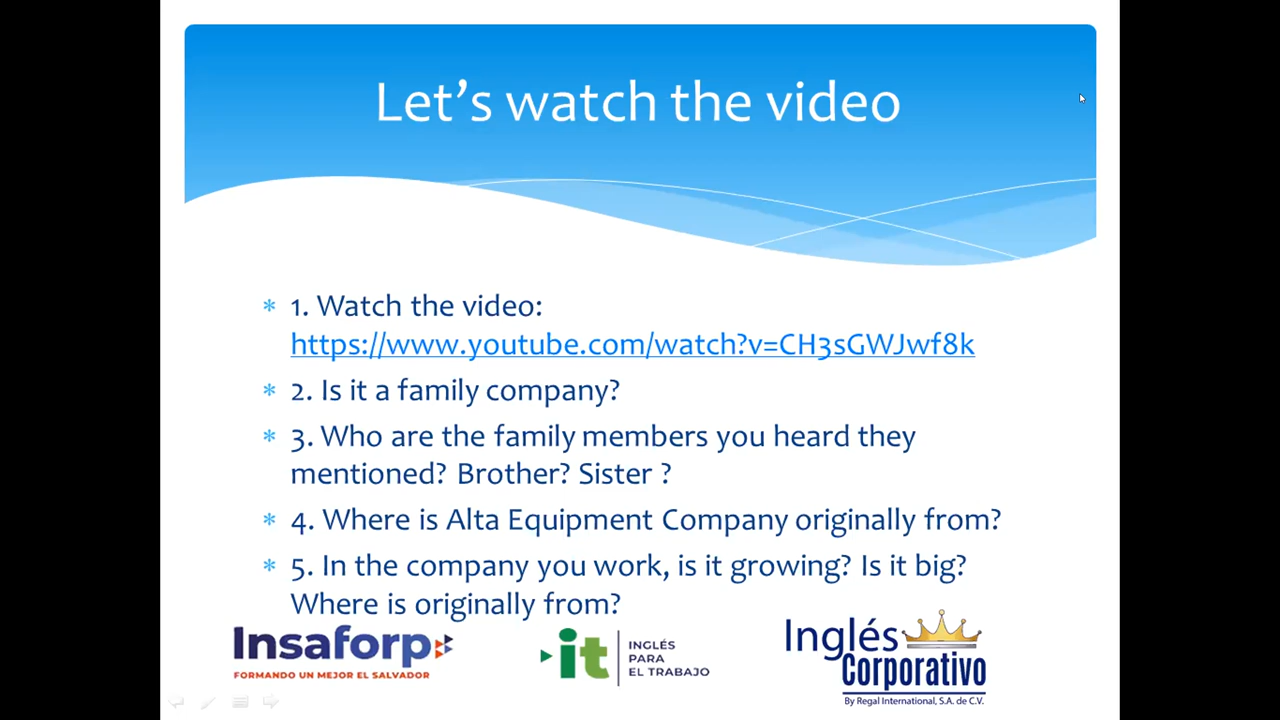 Let’s watch the video
1. Watch the video:
https://www.youtube.com/watch?v=CH3sGWJwf8k
2. Is it a family company?
3. Who are the family members you heard they
mentioned? Brother? Sister ?
4. Where is Alta Equipment Company originally from?
5. In the company you work, is it growing? Is it big?
Where is originally from?
Insaforp
FORMANDO UN MEJOR EL SALVADOR
it
INGLÉS
PARA
EL TRABAJO
Inglés
Corporativo
By Regal International, S.A. de C.V.